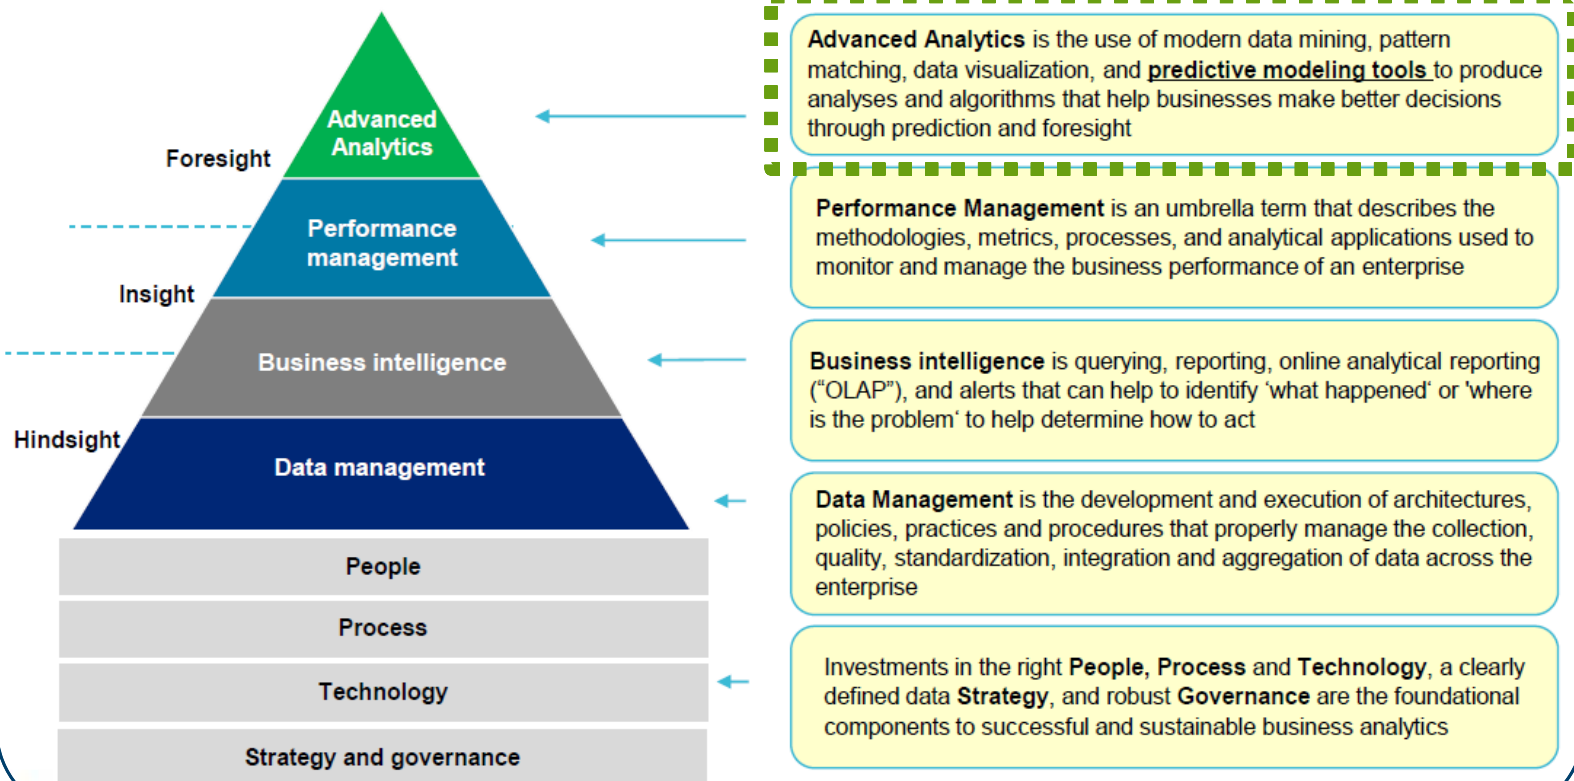 Advanced
Analytics
Foresight
Performance
management
Insight
Business intelligence
Hindsight
Data management
People
Process
Technology
Strategy and governance
Advanced Analytics is the use of modern data mining, pattern
matching, data visualization, and predictive modeling tools to produce
analyses and algorithms that help businesses make better decisions
through prediction and foresight
Performance Management is an umbrella term that describes the
methodologies, metrics, processes, and analytical applications used to
monitor and manage the business performance of an enterprise
Business intelligence is querying, reporting, online analytical reporting
(“OLAP”), and alerts that can help to identify ‘what happened‘ or 'where
is the problem‘ to help determine how to act
Data Management is the development and execution of architectures,
policies, practices and procedures that properly manage the collection,
quality, standardization, integration and aggregation of data across the
enterprise
Investments in the right People, Process and Technology, a clearly
defined data Strategy, and robust Governance are the foundational
components to successful and sustainable business analytics